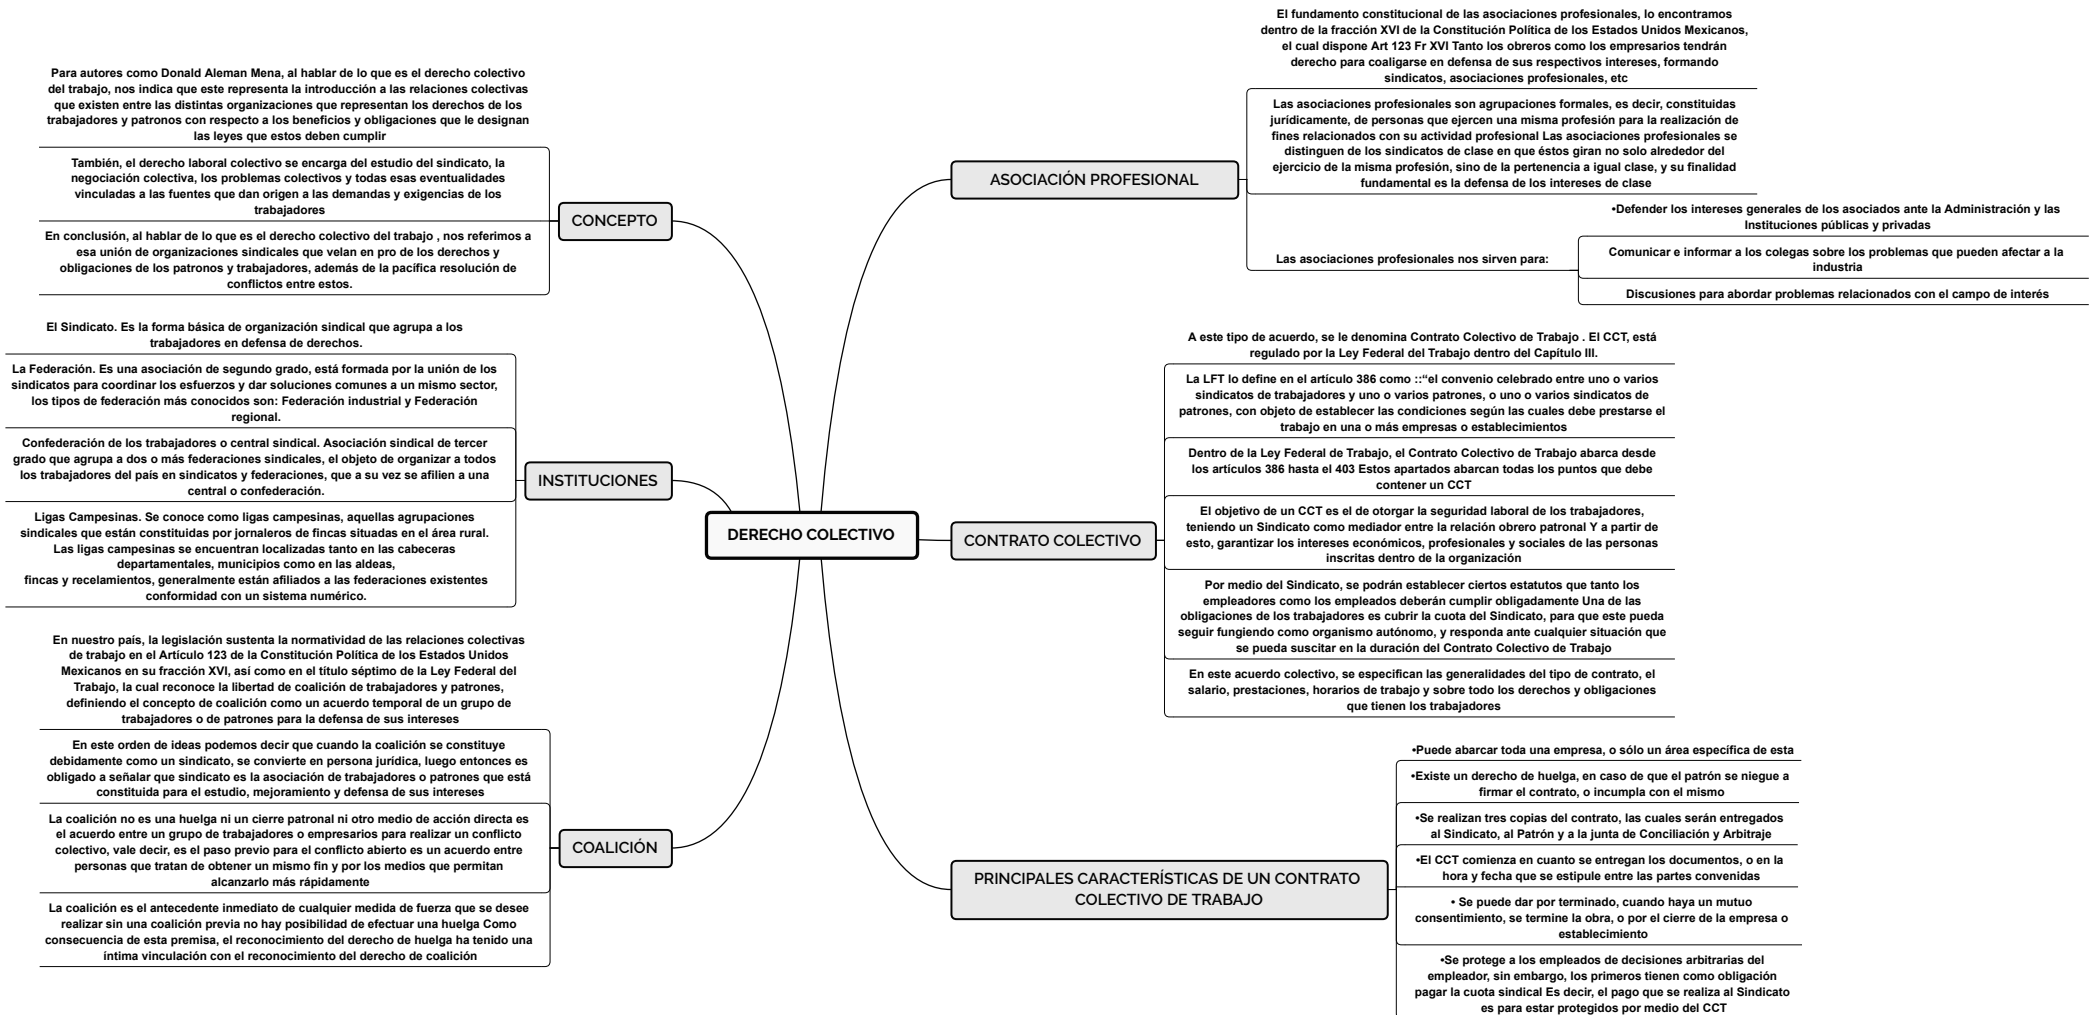 DERECHO COLECTIVO
CONCEPTO
Para autores como Donald Aleman Mena, al hablar de lo que es el derecho colectivo
del trabajo, nos indica que este representa la introducción a las relaciones colectivas
que existen entre las distintas organizaciones que representan los derechos de los
trabajadores y patronos con respecto a los beneficios y obligaciones que le designan
las leyes que estos deben cumplir
También, el derecho laboral colectivo se encarga del estudio del sindicato, la
negociación colectiva, los problemas colectivos y todas esas eventualidades
vinculadas a las fuentes que dan origen a las demandas y exigencias de los
trabajadores
En conclusión, al hablar de lo que es el derecho colectivo del trabajo , nos referimos a
esa unión de organizaciones sindicales que velan en pro de los derechos y
obligaciones de los patronos y trabajadores, además de la pacífica resolución de
conflictos entre estos.
INSTITUCIONES
El Sindicato. Es la forma básica de organización sindical que agrupa a los
trabajadores en defensa de derechos.
La Federación. Es una asociación de segundo grado, está formada por la unión de los
sindicatos para coordinar los esfuerzos y dar soluciones comunes a un mismo sector,
los tipos de federación más conocidos son: Federación industrial y Federación
regional.
Confederación de los trabajadores o central sindical. Asociación sindical de tercer
grado que agrupa a dos o más federaciones sindicales, el objeto de organizar a todos
los trabajadores del país en sindicatos y federaciones, que a su vez se afilien a una
central o confederación.
Ligas Campesinas. Se conoce como ligas campesinas, aquellas agrupaciones
sindicales que están constituidas por jornaleros de fincas situadas en el área rural.
Las ligas campesinas se encuentran localizadas tanto en las cabeceras
departamentales, municipios como en las aldeas,
fincas y recelamientos, generalmente están afiliados a las federaciones existentes
conformidad con un sistema numérico.
COALICIÓN
En nuestro país, la legislación sustenta la normatividad de las relaciones colectivas
de trabajo en el Artículo 123 de la Constitución Política de los Estados Unidos
Mexicanos en su fracción XVI, así como en el título séptimo de la Ley Federal del
Trabajo, la cual reconoce la libertad de coalición de trabajadores y patrones,
definiendo el concepto de coalición como un acuerdo temporal de un grupo de
trabajadores o de patrones para la defensa de sus intereses
En este orden de ideas podemos decir que cuando la coalición se constituye
debidamente como un sindicato, se convierte en persona jurídica, luego entonces es
obligado a señalar que sindicato es la asociación de trabajadores o patrones que está
constituida para el estudio, mejoramiento y defensa de sus intereses
La coalición no es una huelga ni un cierre patronal ni otro medio de acción directa es
el acuerdo entre un grupo de trabajadores o empresarios para realizar un conflicto
colectivo, vale decir, es el paso previo para el conflicto abierto es un acuerdo entre
personas que tratan de obtener un mismo fin y por los medios que permitan
alcanzarlo más rápidamente
La coalición es el antecedente inmediato de cualquier medida de fuerza que se desee
realizar sin una coalición previa no hay posibilidad de efectuar una huelga Como
consecuencia de esta premisa, el reconocimiento del derecho de huelga ha tenido una
íntima vinculación con el reconocimiento del derecho de coalición
ASOCIACIÓN PROFESIONAL
El fundamento constitucional de las asociaciones profesionales, lo encontramos
dentro de la fracción XVI de la Constitución Política de los Estados Unidos Mexicanos,
el cual dispone Art 123 Fr XVI Tanto los obreros como los empresarios tendrán
derecho para coaligarse en defensa de sus respectivos intereses, formando
sindicatos, asociaciones profesionales, etc
Las asociaciones profesionales son agrupaciones formales, es decir, constituidas
jurídicamente, de personas que ejercen una misma profesión para la realización de
fines relacionados con su actividad profesional Las asociaciones profesionales se
distinguen de los sindicatos de clase en que éstos giran no solo alrededor del
ejercicio de la misma profesión, sino de la pertenencia a igual clase, y su finalidad
fundamental es la defensa de los intereses de clase
Las asociaciones profesionales nos sirven para:
•Defender los intereses generales de los asociados ante la Administración y las
Instituciones públicas y privadas
Comunicar e informar a los colegas sobre los problemas que pueden afectar a la
industria
Discusiones para abordar problemas relacionados con el campo de interés
CONTRATO COLECTIVO
A este tipo de acuerdo, se le denomina Contrato Colectivo de Trabajo . El CCT, está
regulado por la Ley Federal del Trabajo dentro del Capítulo III.
La LFT lo define en el artículo 386 como ::“el convenio celebrado entre uno o varios
sindicatos de trabajadores y uno o varios patrones, o uno o varios sindicatos de
patrones, con objeto de establecer las condiciones según las cuales debe prestarse el
trabajo en una o más empresas o establecimientos
Dentro de la Ley Federal de Trabajo, el Contrato Colectivo de Trabajo abarca desde
los artículos 386 hasta el 403 Estos apartados abarcan todas los puntos que debe
contener un CCT
El objetivo de un CCT es el de otorgar la seguridad laboral de los trabajadores,
teniendo un Sindicato como mediador entre la relación obrero patronal Y a partir de
esto, garantizar los intereses económicos, profesionales y sociales de las personas
inscritas dentro de la organización
Por medio del Sindicato, se podrán establecer ciertos estatutos que tanto los
empleadores como los empleados deberán cumplir obligadamente Una de las
obligaciones de los trabajadores es cubrir la cuota del Sindicato, para que este pueda
seguir fungiendo como organismo autónomo, y responda ante cualquier situación que
se pueda suscitar en la duración del Contrato Colectivo de Trabajo
En este acuerdo colectivo, se especifican las generalidades del tipo de contrato, el
salario, prestaciones, horarios de trabajo y sobre todo los derechos y obligaciones
que tienen los trabajadores
PRINCIPALES CARACTERÍSTICAS DE UN CONTRATO
COLECTIVO DE TRABAJO
•Puede abarcar toda una empresa, o sólo un área específica de esta
•Existe un derecho de huelga, en caso de que el patrón se niegue a
firmar el contrato, o incumpla con el mismo
•Se realizan tres copias del contrato, las cuales serán entregados
al Sindicato, al Patrón y a la junta de Conciliación y Arbitraje
•El CCT comienza en cuanto se entregan los documentos, o en la
hora y fecha que se estipule entre las partes convenidas
• Se puede dar por terminado, cuando haya un mutuo
consentimiento, se termine la obra, o por el cierre de la empresa o
establecimiento
•Se protege a los empleados de decisiones arbitrarias del
empleador, sin embargo, los primeros tienen como obligación
pagar la cuota sindical Es decir, el pago que se realiza al Sindicato
es para estar protegidos por medio del CCT